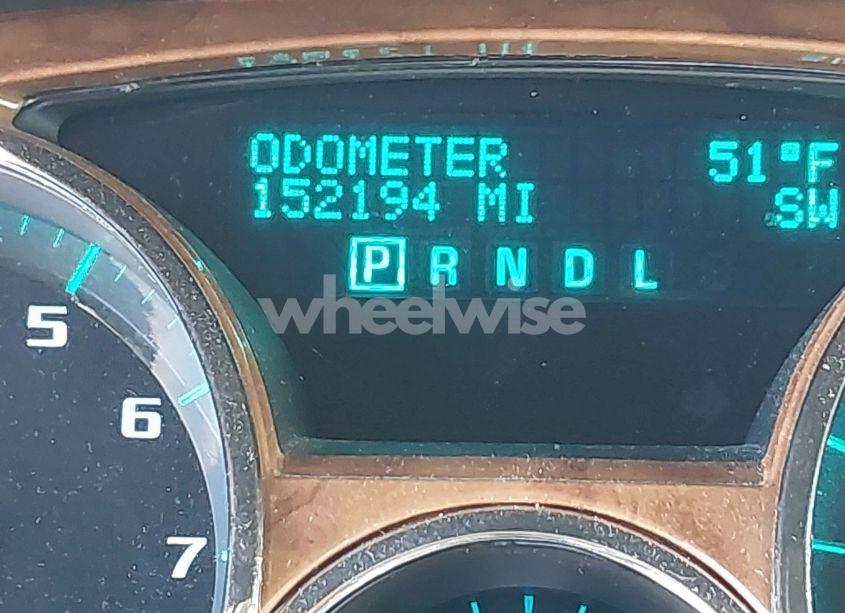 ODOMETER 51°F
152194 MI SW
P R N D L
wheelwise
5
6
7